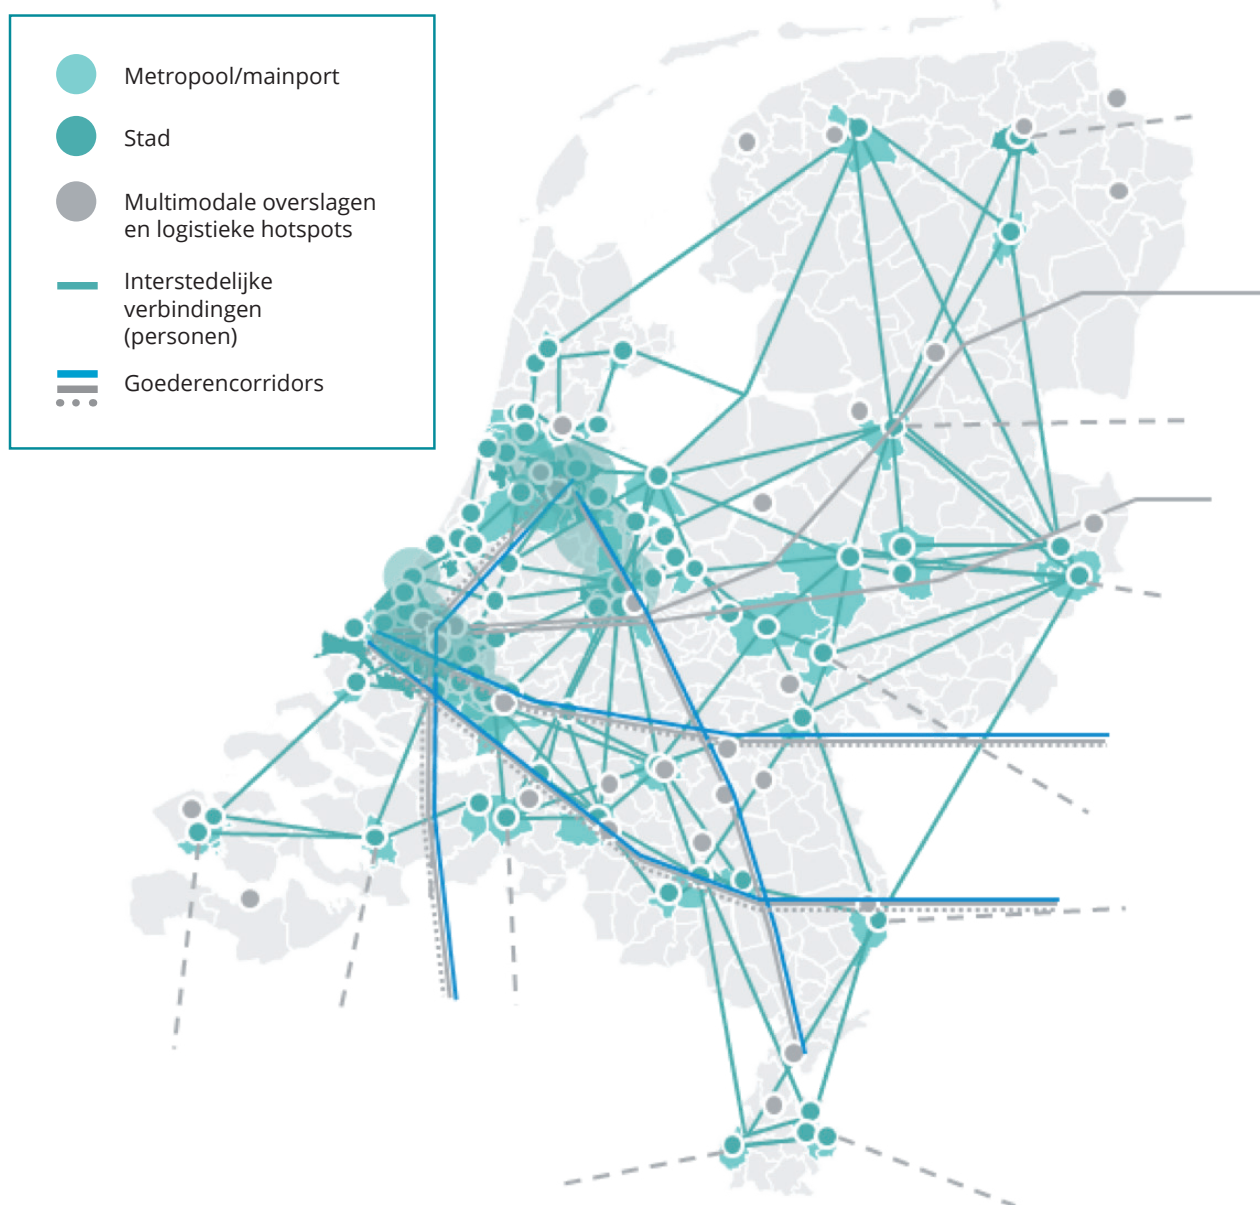 Metropool/mainport
Stad
Multimodale overslagen
en logistieke hotspots
Interstedelijke
verbindingen
(personen)
Goederencorridors